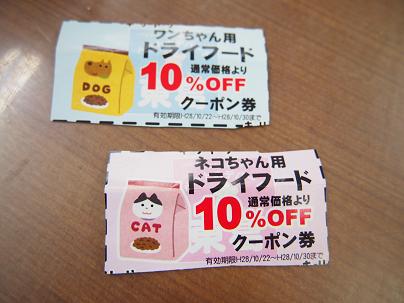 ワンちゃん用
ドライフード
通常価格より
10%OFF
クーポン券
有効期限H28/10/22～H28/10/30まで
DOG
ネコちゃん用
ドライフード
通常価格より
10%OFF
クーポン券
有効期限H28/10/22～H28/10/30まで
CAT